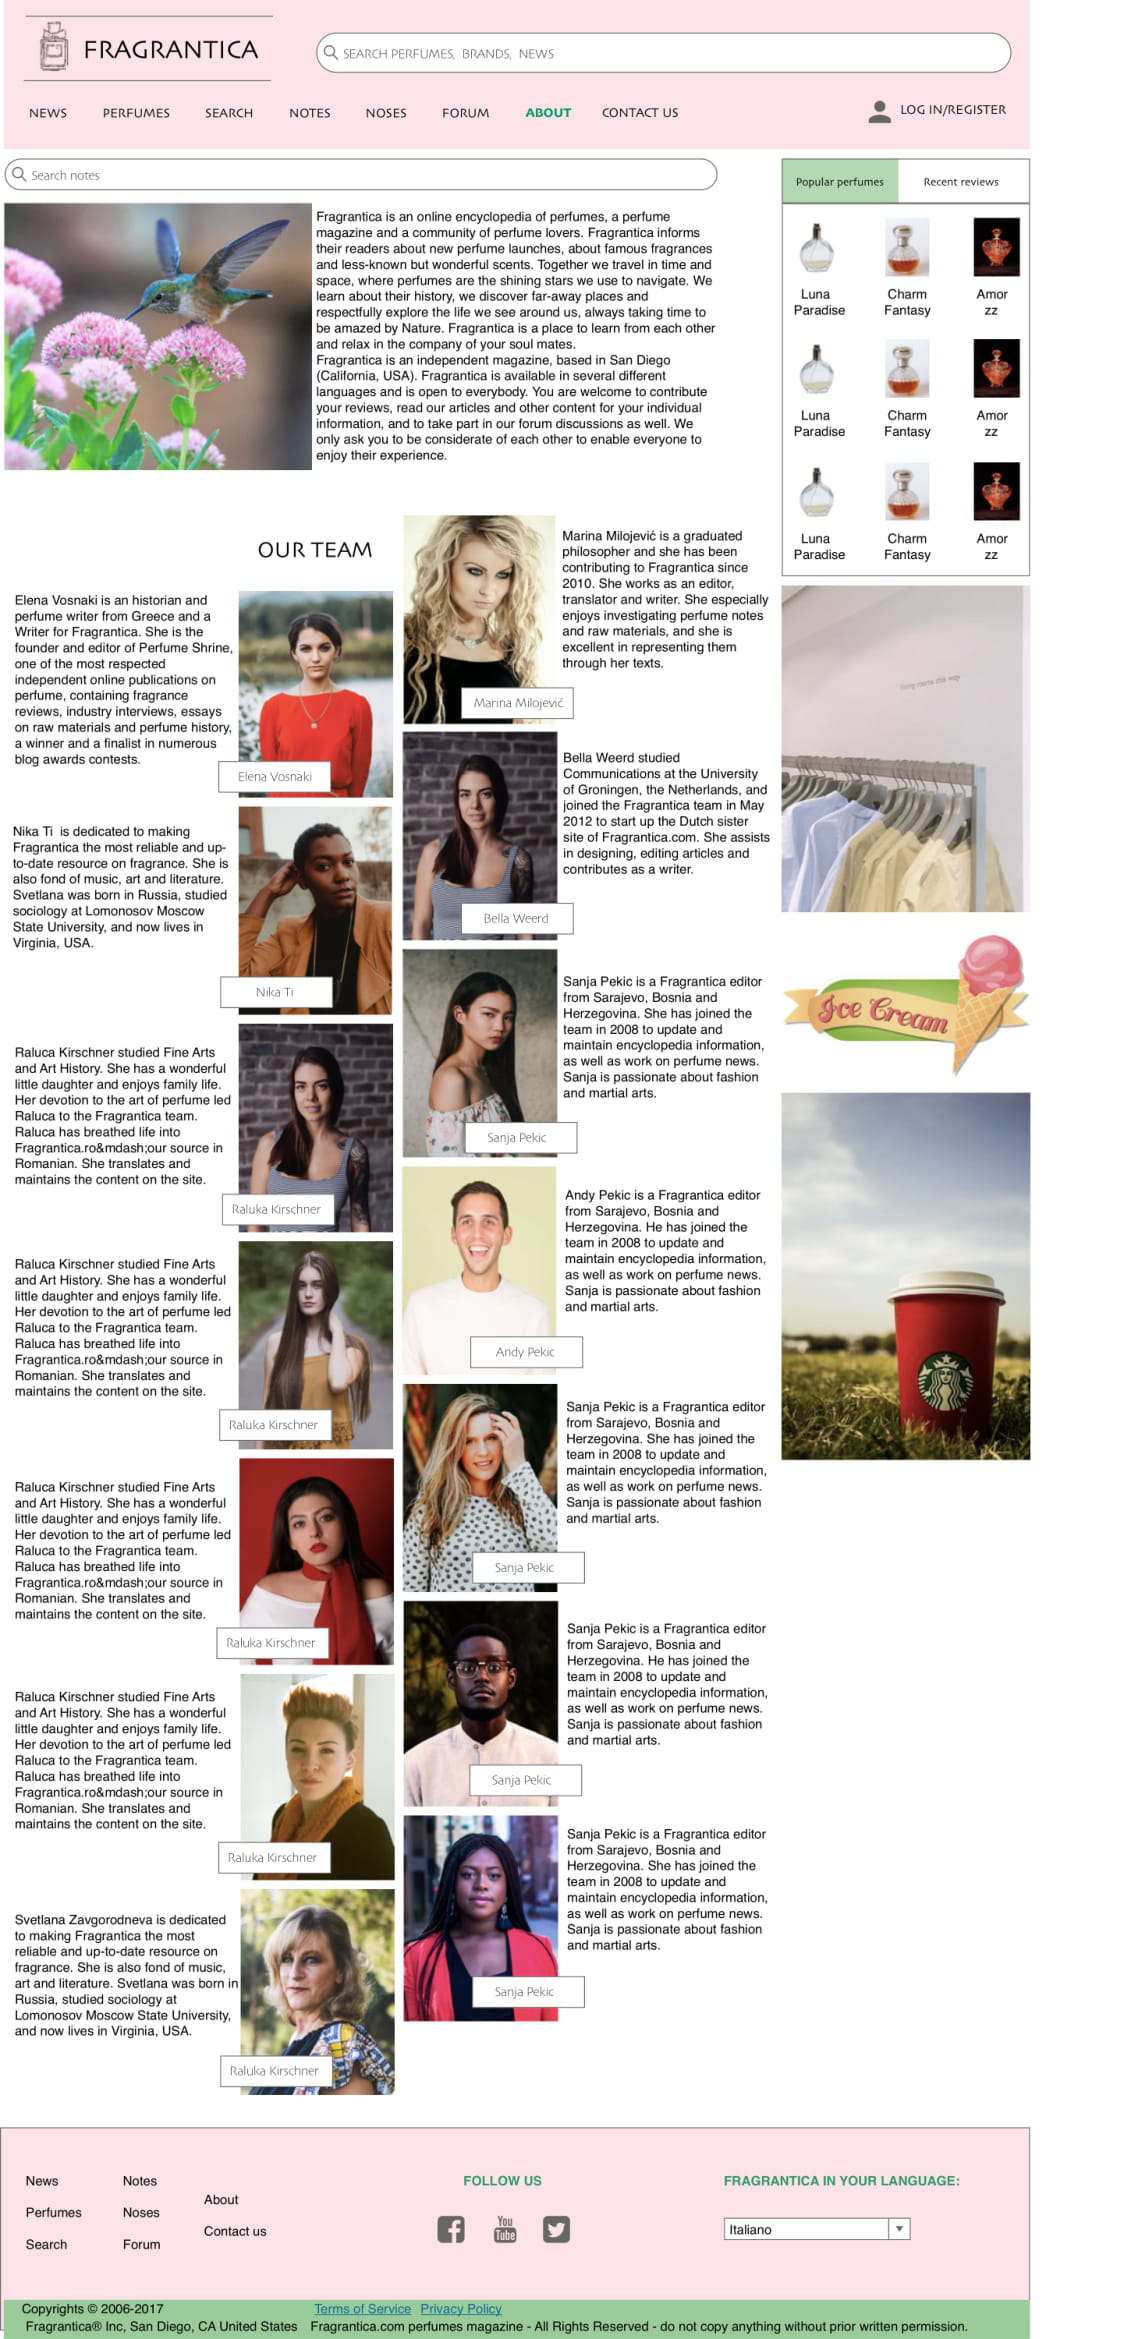 FRAGRANTICA
SEARCH PERFUMES, BRANDS, NEWS
NEWS PERFUMES SEARCH NOTES NOSES FORUM ABOUT CONTACT US LOG IN/REGISTER
Search notes
Fragrantica is an online encyclopedia of perfumes, a perfume
magazine and a community of perfume lovers. Fragrantica informs
their readers about new perfume launches, about famous fragrances
and less-known but wonderful scents. Together we travel in time and
space, where perfumes are the shining stars we use to navigate. We
learn about their history, we discover far-away places and
respectfully explore the life we see around us, always taking time to
be amazed by Nature. Fragrantica is a place to learn from each other
and relax in the company of your soul mates.
Fragrantica is an independent magazine, based in San Diego
(California, USA). Fragrantica is available in several different
languages and is open to everybody. You are welcome to contribute
your reviews, read our articles and other content for your individual
information, and to take part in our forum discussions as well. We
only ask you to be considerate of each other to enable everyone to
enjoy their experience.
Popular perfumes Recent reviews
Luna Charm Amor
Paradise Fantasy zz
Luna Charm Amor
Paradise Fantasy zz
Luna Charm Amor
Paradise Fantasy zz
OUR TEAM
Elena Vosnaki is an historian and
perfume writer from Greece and a
Writer for Fragrantica. She is the
founder and editor of Perfume Shrine,
one of the most respected
independent online publications on
perfume, containing fragrance
reviews, industry interviews, essays
on raw materials and perfume history,
a winner and a finalist in numerous
blog awards contests.
Elena Vosnaki
Nika Ti is dedicated to making
Fragrantica the most reliable and up-
to-date resource on fragrance. She is
also fond of music, art and literature.
Svetlana was born in Russia, studied
sociology at Lomonosov Moscow
State University, and now lives in
Virginia, USA.
Nika Ti
Raluca Kirschner studied Fine Arts
and Art History. She has a wonderful
little daughter and enjoys family life.
Her devotion to the art of perfume led
Raluca to the Fragrantica team.
Raluca has breathed life into
Fragrantica.ro&mdash;our source in
Romanian. She translates and
maintains the content on the site.
Raluka Kirschner
Raluca Kirschner studied Fine Arts
and Art History. She has a wonderful
little daughter and enjoys family life.
Her devotion to the art of perfume led
Raluca to the Fragrantica team.
Raluca has breathed life into
Fragrantica.ro&mdash;our source in
Romanian. She translates and
maintains the content on the site.
Raluka Kirschner
Raluca Kirschner studied Fine Arts
and Art History. She has a wonderful
little daughter and enjoys family life.
Her devotion to the art of perfume led
Raluca to the Fragrantica team.
Raluca has breathed life into
Fragrantica.ro&mdash;our source in
Romanian. She translates and
maintains the content on the site.
Raluka Kirschner
Raluca Kirschner studied Fine Arts
and Art History. She has a wonderful
little daughter and enjoys family life.
Her devotion to the art of perfume led
Raluca to the Fragrantica team.
Raluca has breathed life into
Fragrantica.ro&mdash;our source in
Romanian. She translates and
maintains the content on the site.
Raluka Kirschner
Svetlana Zavgorodneva is dedicated
to making Fragrantica the most
reliable and up-to-date resource on
fragrance. She is also fond of music,
art and literature. Svetlana was born in
Russia, studied sociology at
Lomonosov Moscow State University,
and now lives in Virginia, USA.
Raluka Kirschner
Marina Milojević is a graduated
philosopher and she has been
contributing to Fragrantica since
2010. She works as an editor,
translator and writer. She especially
enjoys investigating perfume notes
and raw materials, and she is
excellent in representing them
through her texts.
Marina Milojević
Bella Weerd studied
Communications at the University
of Groningen, the Netherlands, and
joined the Fragrantica team in May
2012 to start up the Dutch sister
site of Fragrantica.com. She assists
in designing, editing articles and
contributes as a writer.
Bella Weerd
Sanja Pekic is a Fragrantica editor
from Sarajevo, Bosnia and
Herzegovina. She has joined the
team in 2008 to update and
maintain encyclopedia information,
as well as work on perfume news.
Sanja is passionate about fashion
and martial arts.
Sanja Pekic
Andy Pekic is a Fragrantica editor
from Sarajevo, Bosnia and
Herzegovina. He has joined the
team in 2008 to update and
maintain encyclopedia information,
as well as work on perfume news.
Sanja is passionate about fashion
and martial arts.
Andy Pekic
Sanja Pekic is a Fragrantica editor
from Sarajevo, Bosnia and
Herzegovina. She has joined the
team in 2008 to update and
maintain encyclopedia information,
as well as work on perfume news.
Sanja is passionate about fashion
and martial arts.
Sanja Pekic
Sanja Pekic is a Fragrantica editor
from Sarajevo, Bosnia and
Herzegovina. He has joined the
team in 2008 to update and
maintain encyclopedia information,
as well as work on perfume news.
Sanja is passionate about fashion
and martial arts.
Sanja Pekic
Sanja Pekic is a Fragrantica editor
from Sarajevo, Bosnia and
Herzegovina. She has joined the
team in 2008 to update and
maintain encyclopedia information,
as well as work on perfume news.
Sanja is passionate about fashion
and martial arts.
Sanja Pekic
fitting rooms this way
Ice Cream
News Notes
Perfumes Noses
Search Forum
About
Contact us
FOLLOW US
You
Tube
FRAGRANTICA IN YOUR LANGUAGE:
Italiano
Copyrights © 2006-2017 Terms of Service Privacy Policy
Fragrantica® Inc, San Diego, CA United States Fragrantica.com perfumes magazine - All Rights Reserved - do not copy anything without prior written permission.